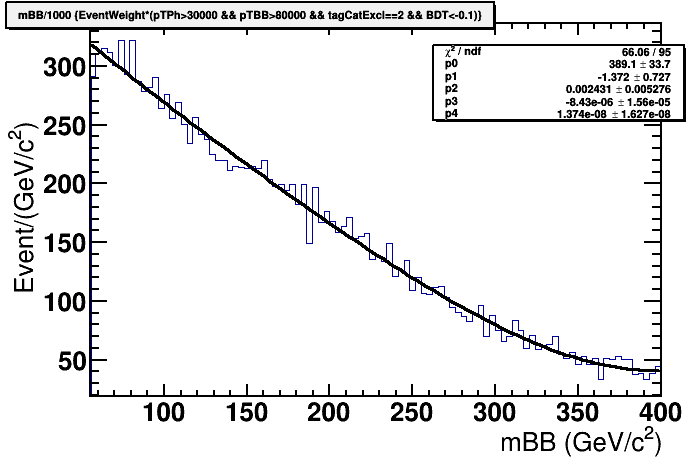 mBB/1000 {EventWeight*(pTPh>30000 && pTBB>80000 && tagCatExcl==2 && BDT<-0.1)}
χ² / ndf 66.06 / 95
p0 389.1 ± 33.7
p1 -1.372 ± 0.727
p2 0.002431 ± 0.005276
p3 -8.43e-06 ± 1.56e-05
p4 1.374e-08 ± 1.627e-08
Event/(GeV/c²)
300
250
200
150
100
50
100 150 200 250 300 350 400
mBB (GeV/c²)